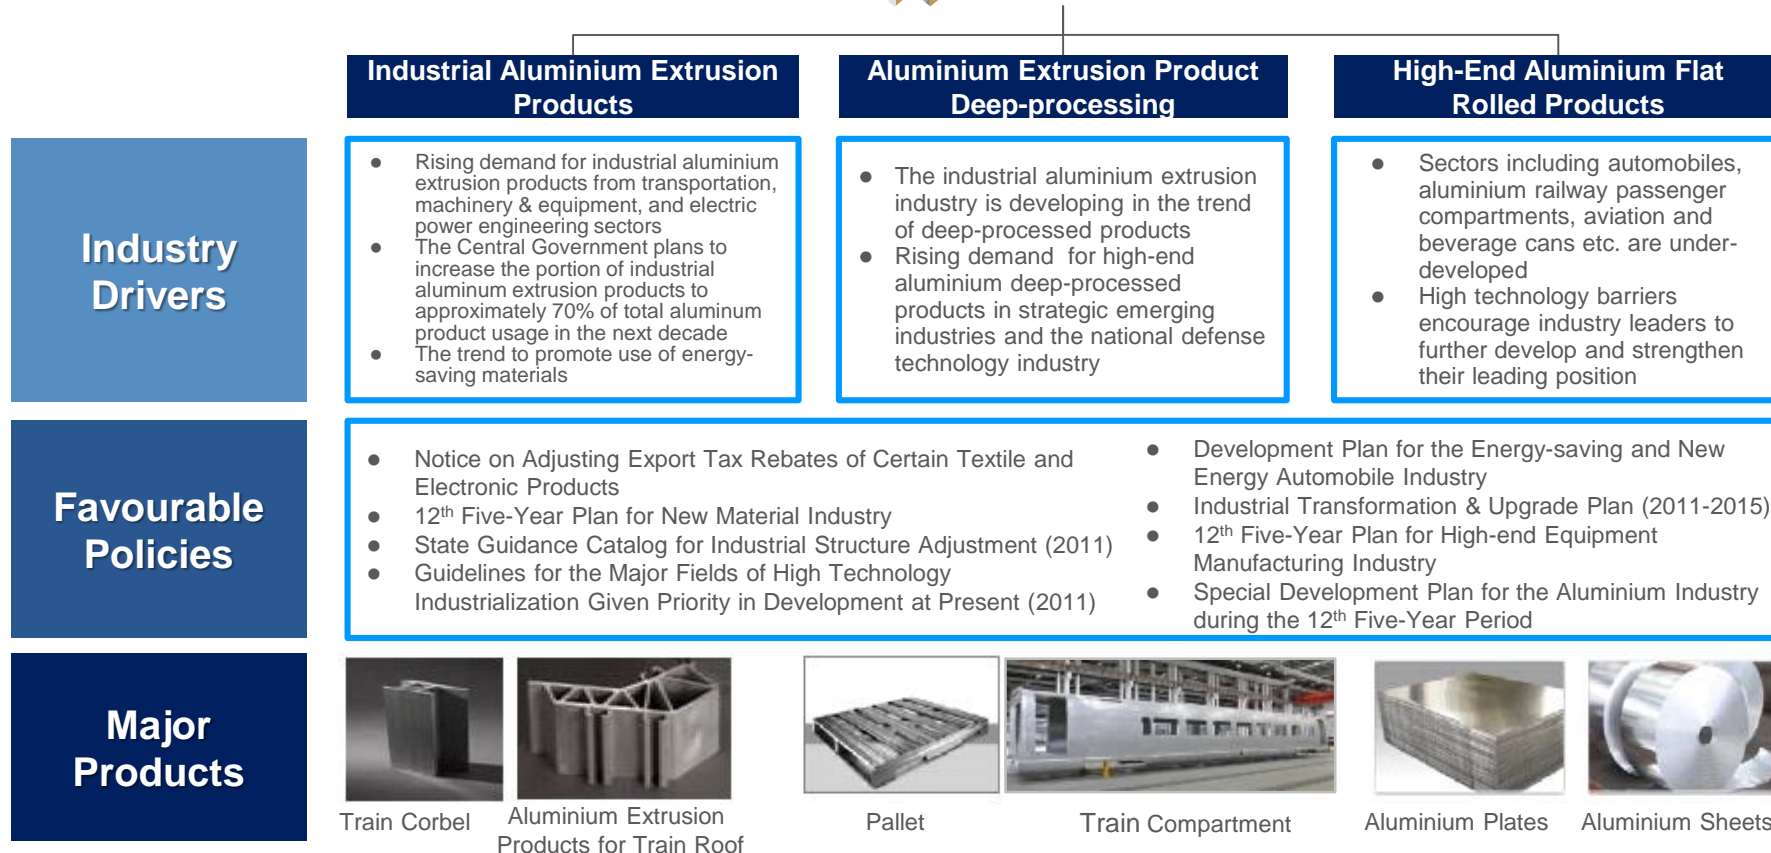 Industrial Aluminium Extrusion
Products
Aluminium Extrusion Product
Deep-processing
High-End Aluminium Flat
Rolled Products
Industry
Drivers
● Rising demand for industrial aluminium
extrusion products from transportation,
machinery & equipment, and electric
power engineering sectors
● The Central Government plans to
increase the portion of industrial
aluminum extrusion products to
approximately 70% of total aluminum
product usage in the next decade
● The trend to promote use of energy-
saving materials
● The industrial aluminium extrusion
industry is developing in the trend
of deep-processed products
● Rising demand for high-end
aluminium deep-processed
products in strategic emerging
industries and the national defense
technology industry
● Sectors including automobiles,
aluminium railway passenger
compartments, aviation and
beverage cans etc. are under-
developed
● High technology barriers
encourage industry leaders to
further develop and strengthen
their leading position
Favourable
Policies
● Notice on Adjusting Export Tax Rebates of Certain Textile and
Electronic Products
● 12th Five-Year Plan for New Material Industry
● State Guidance Catalog for Industrial Structure Adjustment (2011)
● Guidelines for the Major Fields of High Technology
Industrialization Given Priority in Development at Present (2011)
● Development Plan for the Energy-saving and New
Energy Automobile Industry
● Industrial Transformation & Upgrade Plan (2011-2015)
● 12th Five-Year Plan for High-end Equipment
Manufacturing Industry
● Special Development Plan for the Aluminium Industry
during the 12th Five-Year Period
Major
Products
Train Corbel
Aluminium Extrusion
Products for Train Roof
Pallet
Train Compartment
Aluminium Plates
Aluminium Sheets